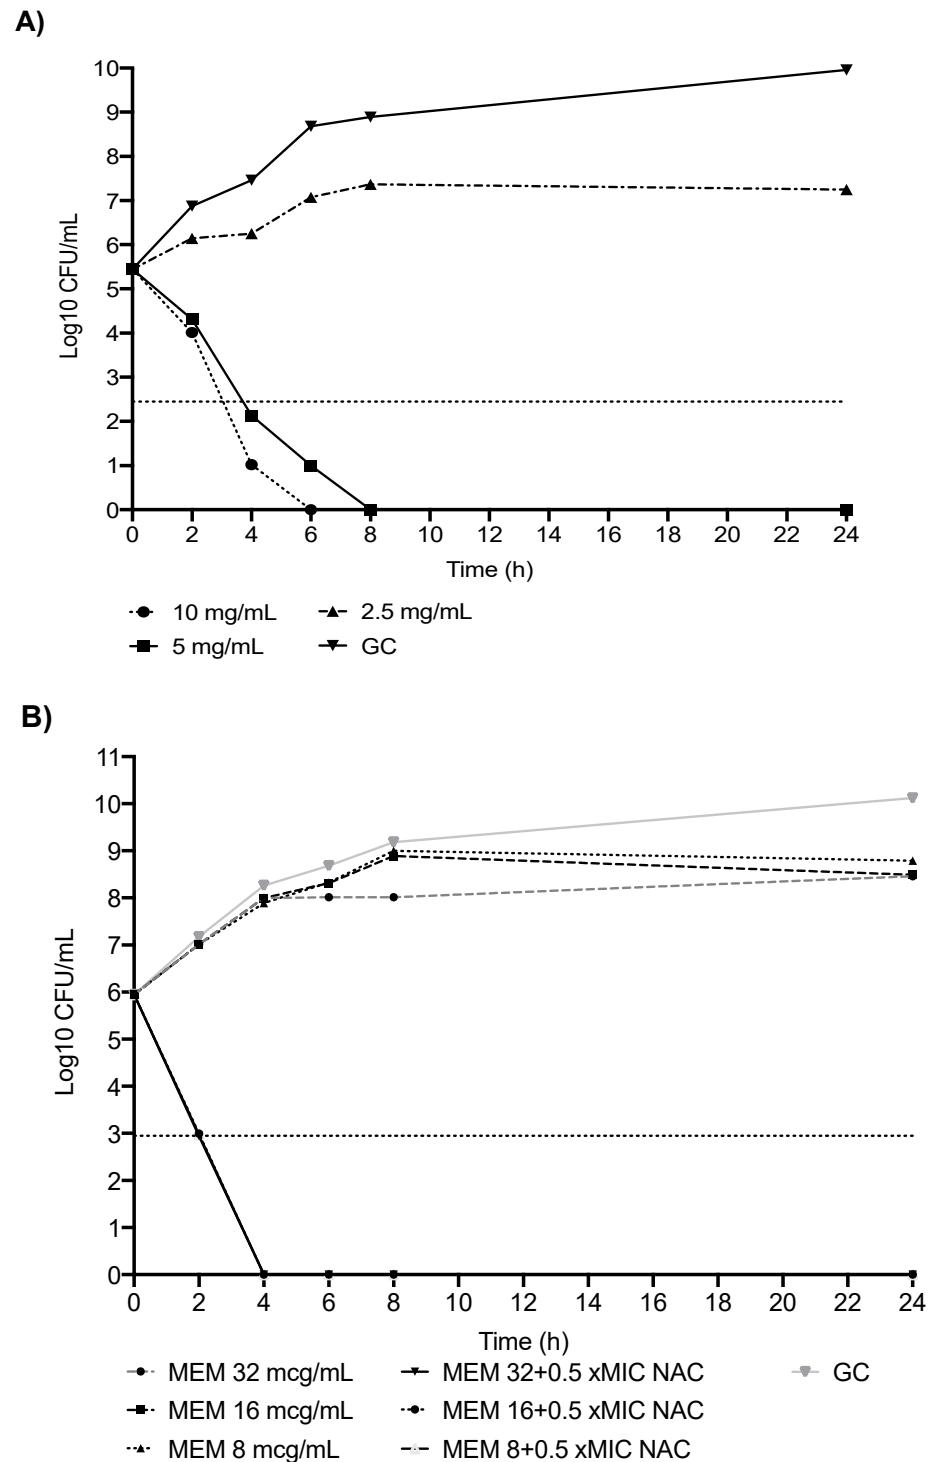 A)
10
9
8
7
6
5
4
3
2
1
0
Log10 CFU/mL
0 2 4 6 8 10 12 14 16 18 20 22 24
Time (h)
10 mg/mL 2.5 mg/mL
5 mg/mL GC
B)
11
10
9
8
7
6
5
4
3
2
1
0
Log10 CFU/mL
0 2 4 6 8 10 12 14 16 18 20 22 24
Time (h)
MEM 32 mcg/mL MEM 32+0.5 xMIC NAC GC
MEM 16 mcg/mL MEM 16+0.5 xMIC NAC
MEM 8 mcg/mL MEM 8+0.5 xMIC NAC